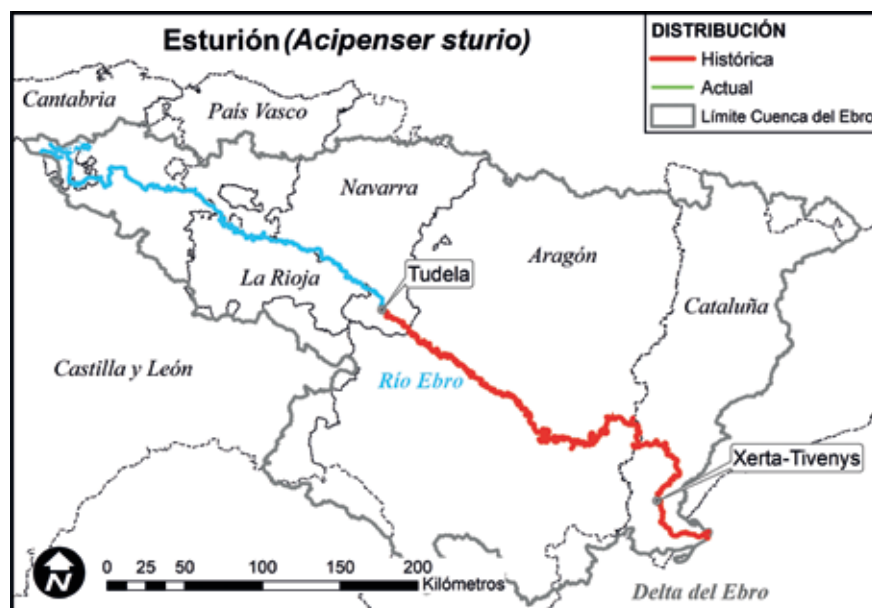 Esturión (Acipenser sturio)
DISTRIBUCIÓN
Histórica
Actual
Límite Cuenca del Ebro
Cantabria
País Vasco
Navarra
Aragón
La Rioja
Tudela
Cataluña
Castilla y León
Río Ebro
Xerta-Tivenys
N
0 25 50 100 150 200
Kilómetros
Delta del Ebro